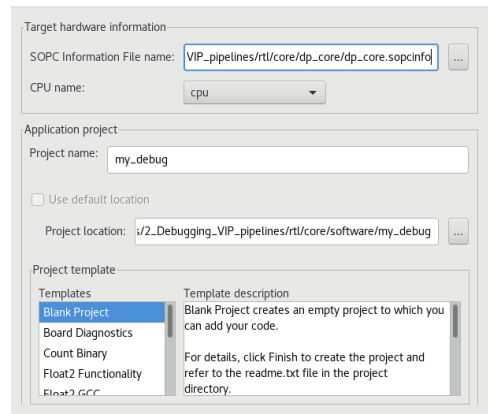 Target hardware information
SOPC Information File name: VIP_pipelines/rtl/core/dp_core/dp_core.sopcinfo ...
CPU name: cpu
Application project
Project name: my_debug
Use default location
Project location: s/2_Debugging_VIP_pipelines/rtl/core/software/my_debug ...
Project template
Templates
Template description
Blank Project
Board Diagnostics
Count Binary
Float2 Functionality
Float2 GCC
Blank Project creates an empty project to which you
can add your code.
For details, click Finish to create the project and
refer to the readme.txt file in the project
directory.